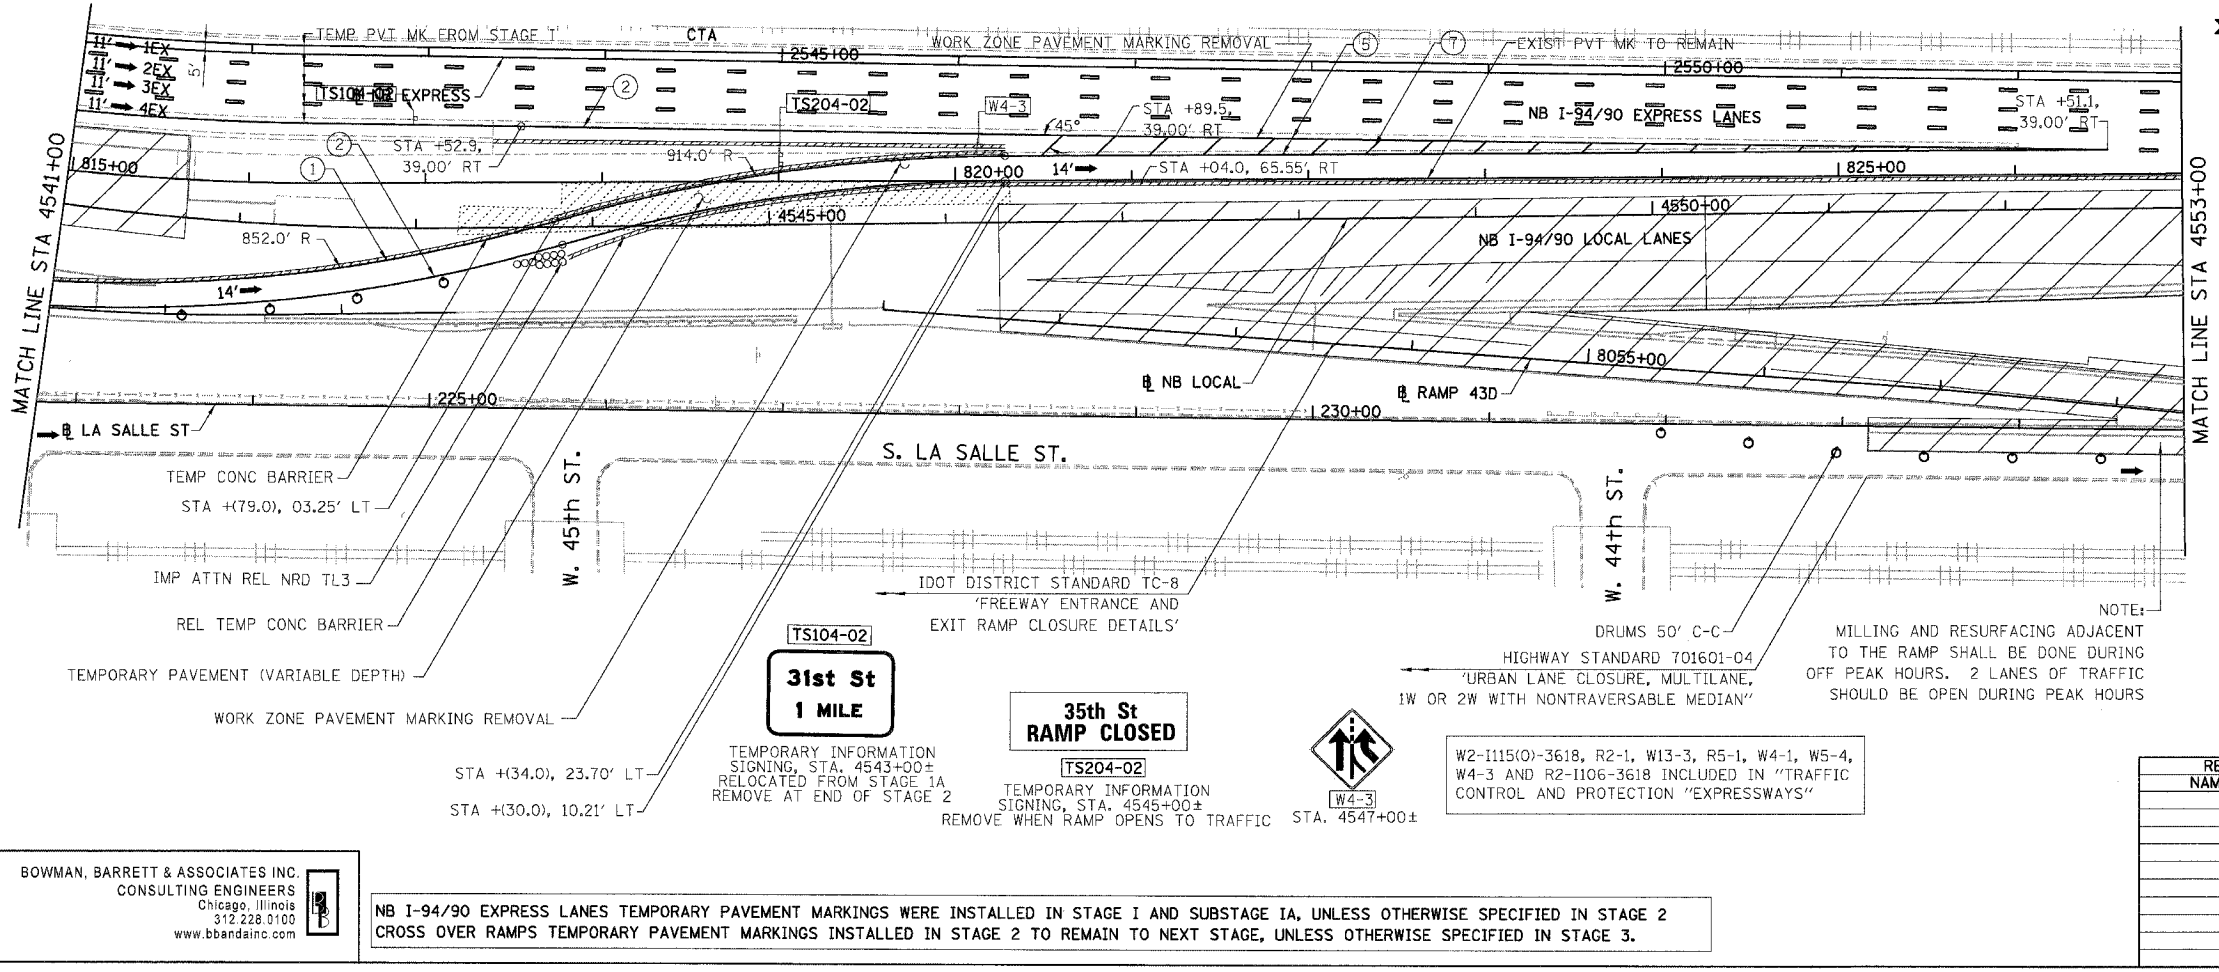 TEMP PVT MK FROM STAGE I
CTA
WORK ZONE PAVEMENT MARKING REMOVAL
5
7
EXIST PVT MK TO REMAIN
11' 1EX
11' 2EX
11' 3EX
11' 4EX
5'
2545+00
2550+00
TS104-02
EXPRESS
2
TS204-02
W4-3
STA +89.5,
39.00' RT
45°
NB I-94/90 EXPRESS LANES
STA +51.1,
39.00' RT
MATCH LINE STA 4541+00
815+00
2
1
STA +52.9,
39.00' RT
914.0' R
820+00
14'
STA +04.0, 65.55' RT
825+00
4545+00
4550+00
852.0' R
NB I-94/90 LOCAL LANES
14'
MATCH LINE STA 4553+00
8055+00
℄ NB LOCAL
℄ RAMP 43D
225+00
230+00
℄ LA SALLE ST
S. LA SALLE ST.
W. 45th ST.
W. 44th ST.
TEMP CONC BARRIER
STA +(79.0), 03.25' LT
IMP ATTN REL NRD TL3
REL TEMP CONC BARRIER
TEMPORARY PAVEMENT (VARIABLE DEPTH)
WORK ZONE PAVEMENT MARKING REMOVAL
STA +(34.0), 23.70' LT
STA +(30.0), 10.21' LT
IDOT DISTRICT STANDARD TC-8
'FREEWAY ENTRANCE AND
EXIT RAMP CLOSURE DETAILS'
TS104-02
31st St
1 MILE
TEMPORARY INFORMATION
SIGNING, STA. 4543+00±
RELOCATED FROM STAGE 1A
REMOVE AT END OF STAGE 2
35th St
RAMP CLOSED
TS204-02
TEMPORARY INFORMATION
SIGNING, STA. 4545+00±
REMOVE WHEN RAMP OPENS TO TRAFFIC
W4-3
STA. 4547+00±
DRUMS 50' C-C
HIGHWAY STANDARD 701601-04
'URBAN LANE CLOSURE, MULTILANE,
1W OR 2W WITH NONTRAVERSABLE MEDIAN"
NOTE:
MILLING AND RESURFACING ADJACENT
TO THE RAMP SHALL BE DONE DURING
OFF PEAK HOURS. 2 LANES OF TRAFFIC
SHOULD BE OPEN DURING PEAK HOURS
W2-I115(O)-3618, R2-1, W13-3, R5-1, W4-1, W5-4,
W4-3 AND R2-I106-3618 INCLUDED IN "TRAFFIC
CONTROL AND PROTECTION "EXPRESSWAYS"
RE
NAM
BOWMAN, BARRETT & ASSOCIATES INC.
CONSULTING ENGINEERS
Chicago, Illinois
312.228.0100
www.bbandainc.com
NB I-94/90 EXPRESS LANES TEMPORARY PAVEMENT MARKINGS WERE INSTALLED IN STAGE I AND SUBSTAGE IA, UNLESS OTHERWISE SPECIFIED IN STAGE 2
CROSS OVER RAMPS TEMPORARY PAVEMENT MARKINGS INSTALLED IN STAGE 2 TO REMAIN TO NEXT STAGE, UNLESS OTHERWISE SPECIFIED IN STAGE 3.